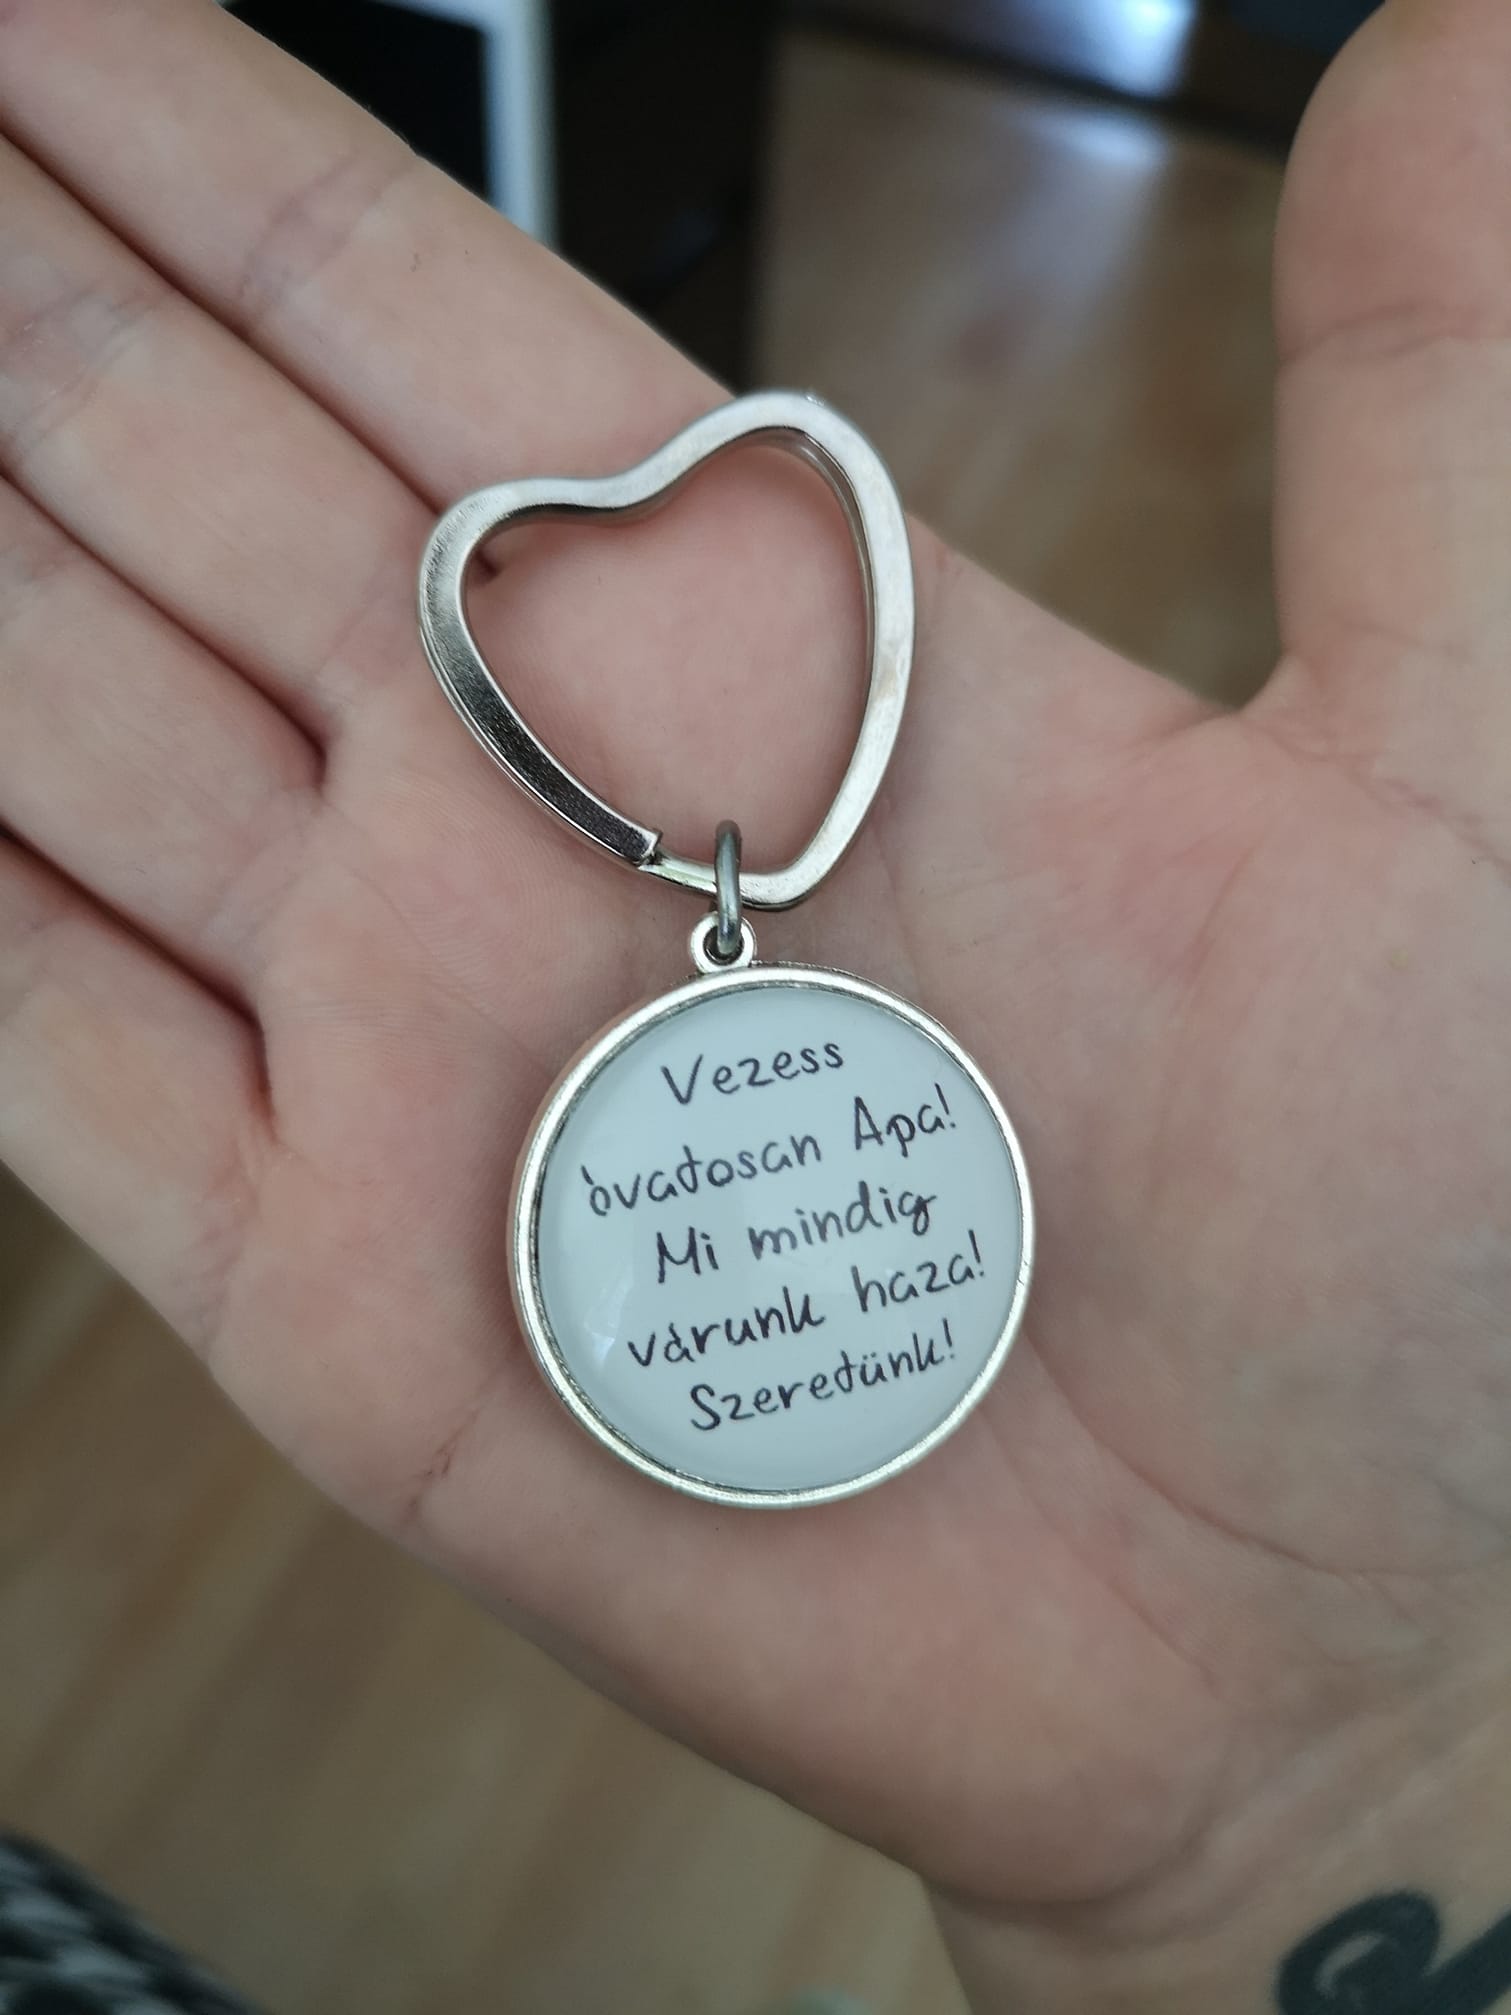 Vezess
óvatosan Apa!
Mi mindig
várunk haza!
Szeretünk!